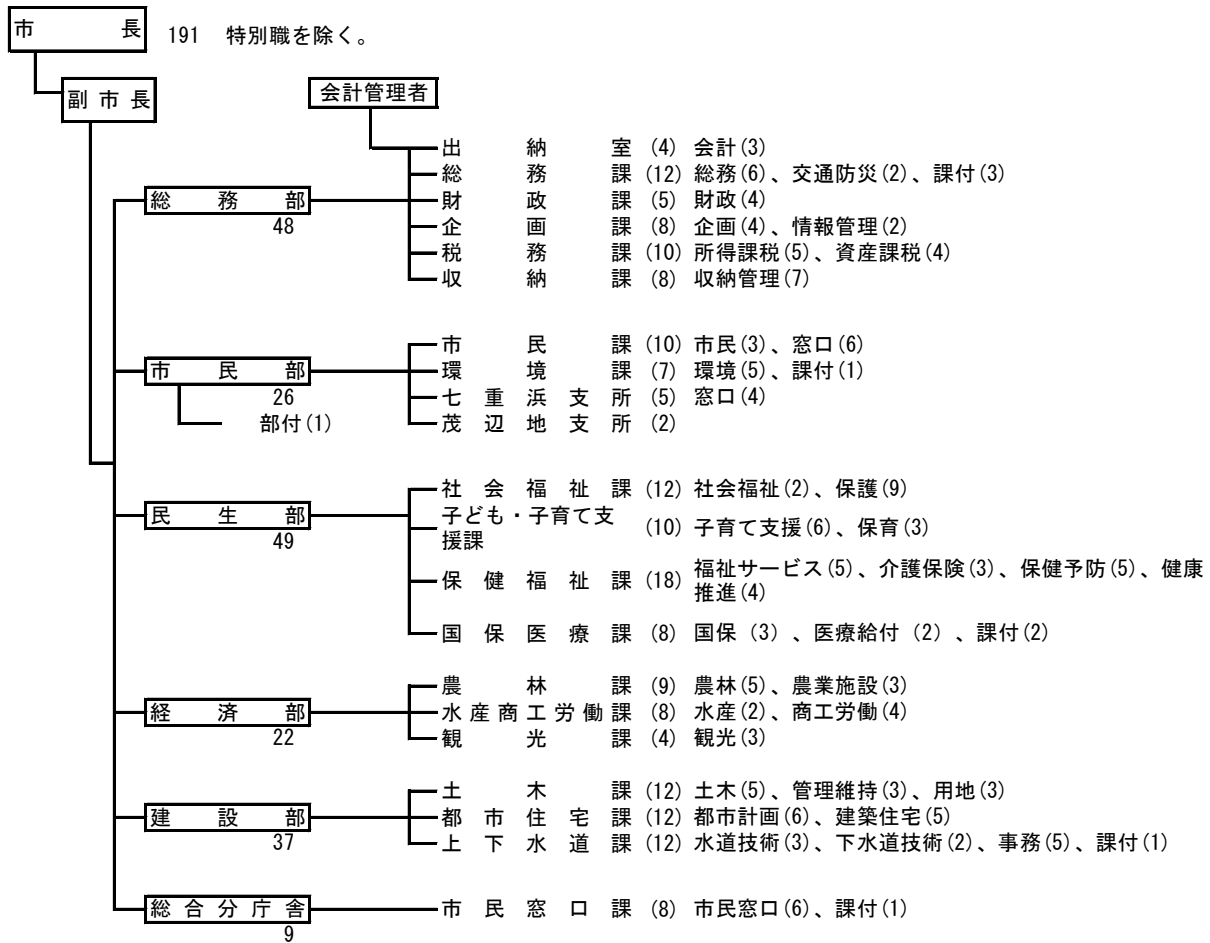 市　　　長　191　特別職を除く。
副市長　会計管理者
出納室 (4) 会計(3)
総務課 (12) 総務(6)、交通防災(2)、課付(3)
総務部　財政課 (5) 財政(4)
48　企画課 (8) 企画(4)、情報管理(2)
税務課 (10) 所得課税(5)、資産課税(4)
収納課 (8) 収納管理(7)
市民課 (10) 市民(3)、窓口(6)
市民部　環境課 (7) 環境(5)、課付(1)
26　七重浜支所 (5) 窓口(4)
部付(1)　茂辺地支所 (2)
社会福祉課 (12) 社会福祉(2)、保護(9)
民生部　子ども・子育て支援課 (10) 子育て支援(6)、保育(3)
49
保健福祉課 (18) 福祉サービス(5)、介護保険(3)、保健予防(5)、健康
推進(4)
国保医療課 (8) 国保（3）、医療給付（2）、課付(2)
農林課 (9) 農林(5)、農業施設(3)
経済部　水産商工労働課 (8) 水産(2)、商工労働(4)
22　観光課 (4) 観光(3)
土木課 (12) 土木(5)、管理維持(3)、用地(3)
建設部　都市住宅課 (12) 都市計画(6)、建築住宅(5)
37　上下水道課 (12) 水道技術(3)、下水道技術(2)、事務(5)、課付(1)
総合分庁舎　市民窓口課 (8) 市民窓口(6)、課付(1)
9